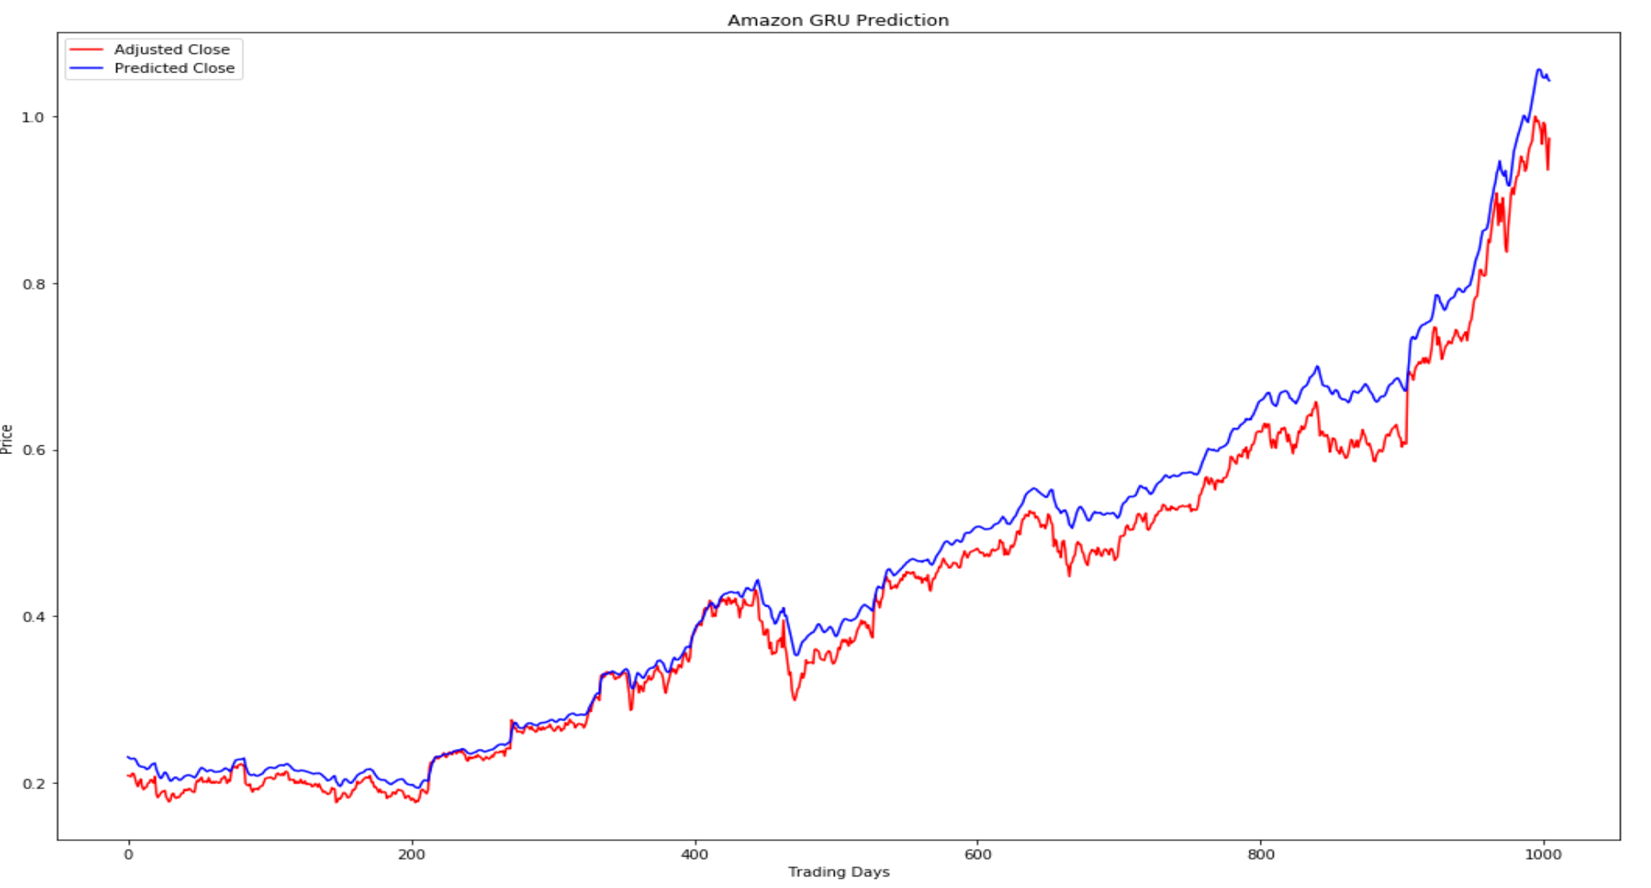 Amazon GRU Prediction
Adjusted Close
Predicted Close
1.0
0.8
0.6
0.4
0.2
Price
0 200 400 600 800 1000
Trading Days